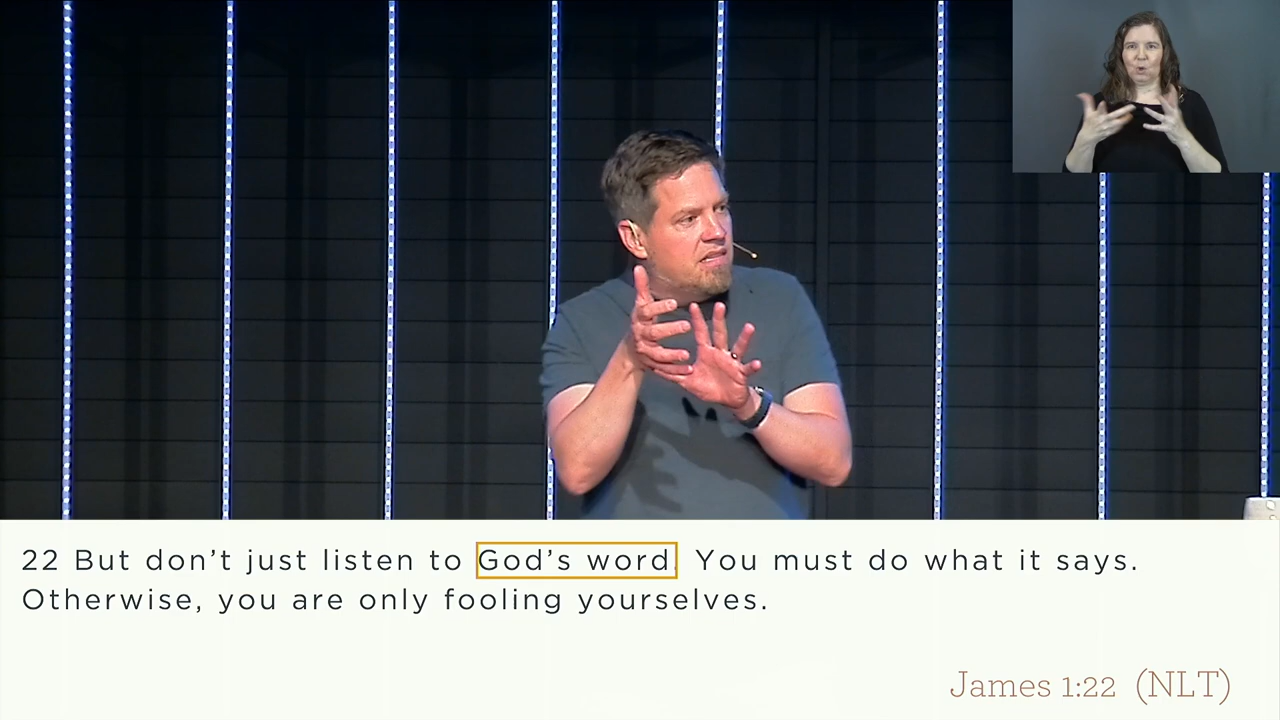 22 But don’t just listen to God’s word. You must do what it says.
Otherwise, you are only fooling yourselves.
James 1:22 (NLT)